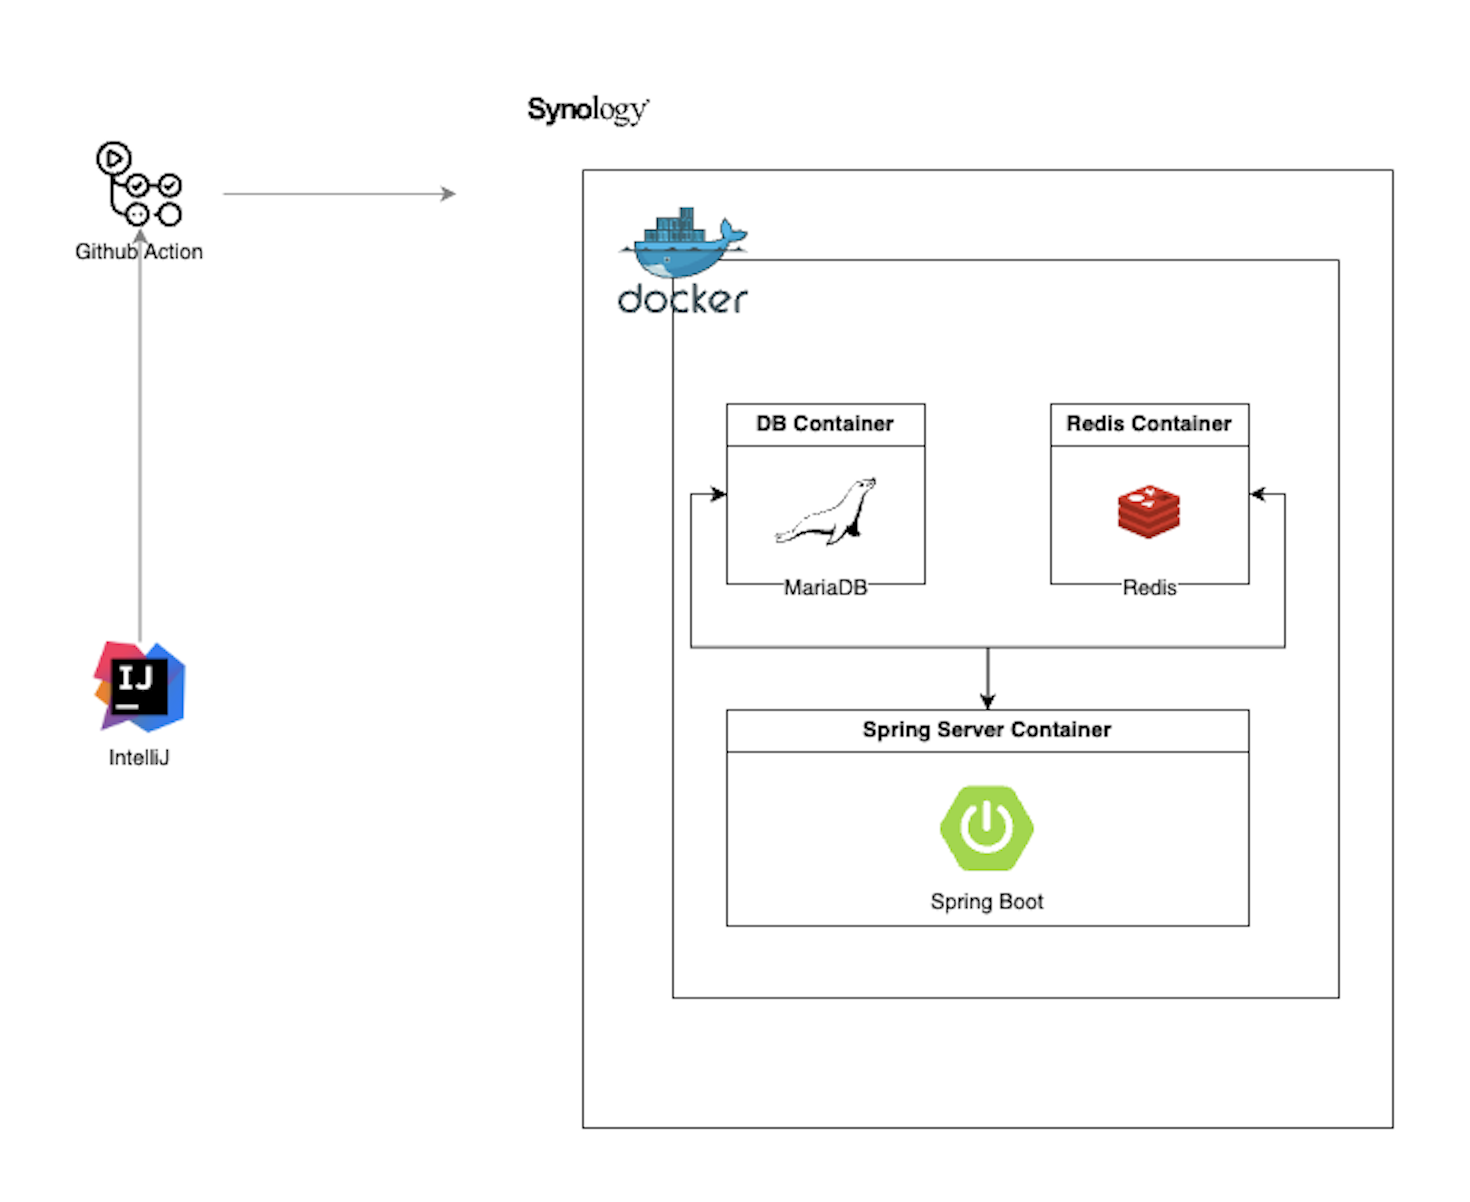 Synology
Github Action
docker
DB Container
Redis Container
MariaDB
Redis
IJ
IntelliJ
Spring Server Container
Spring Boot